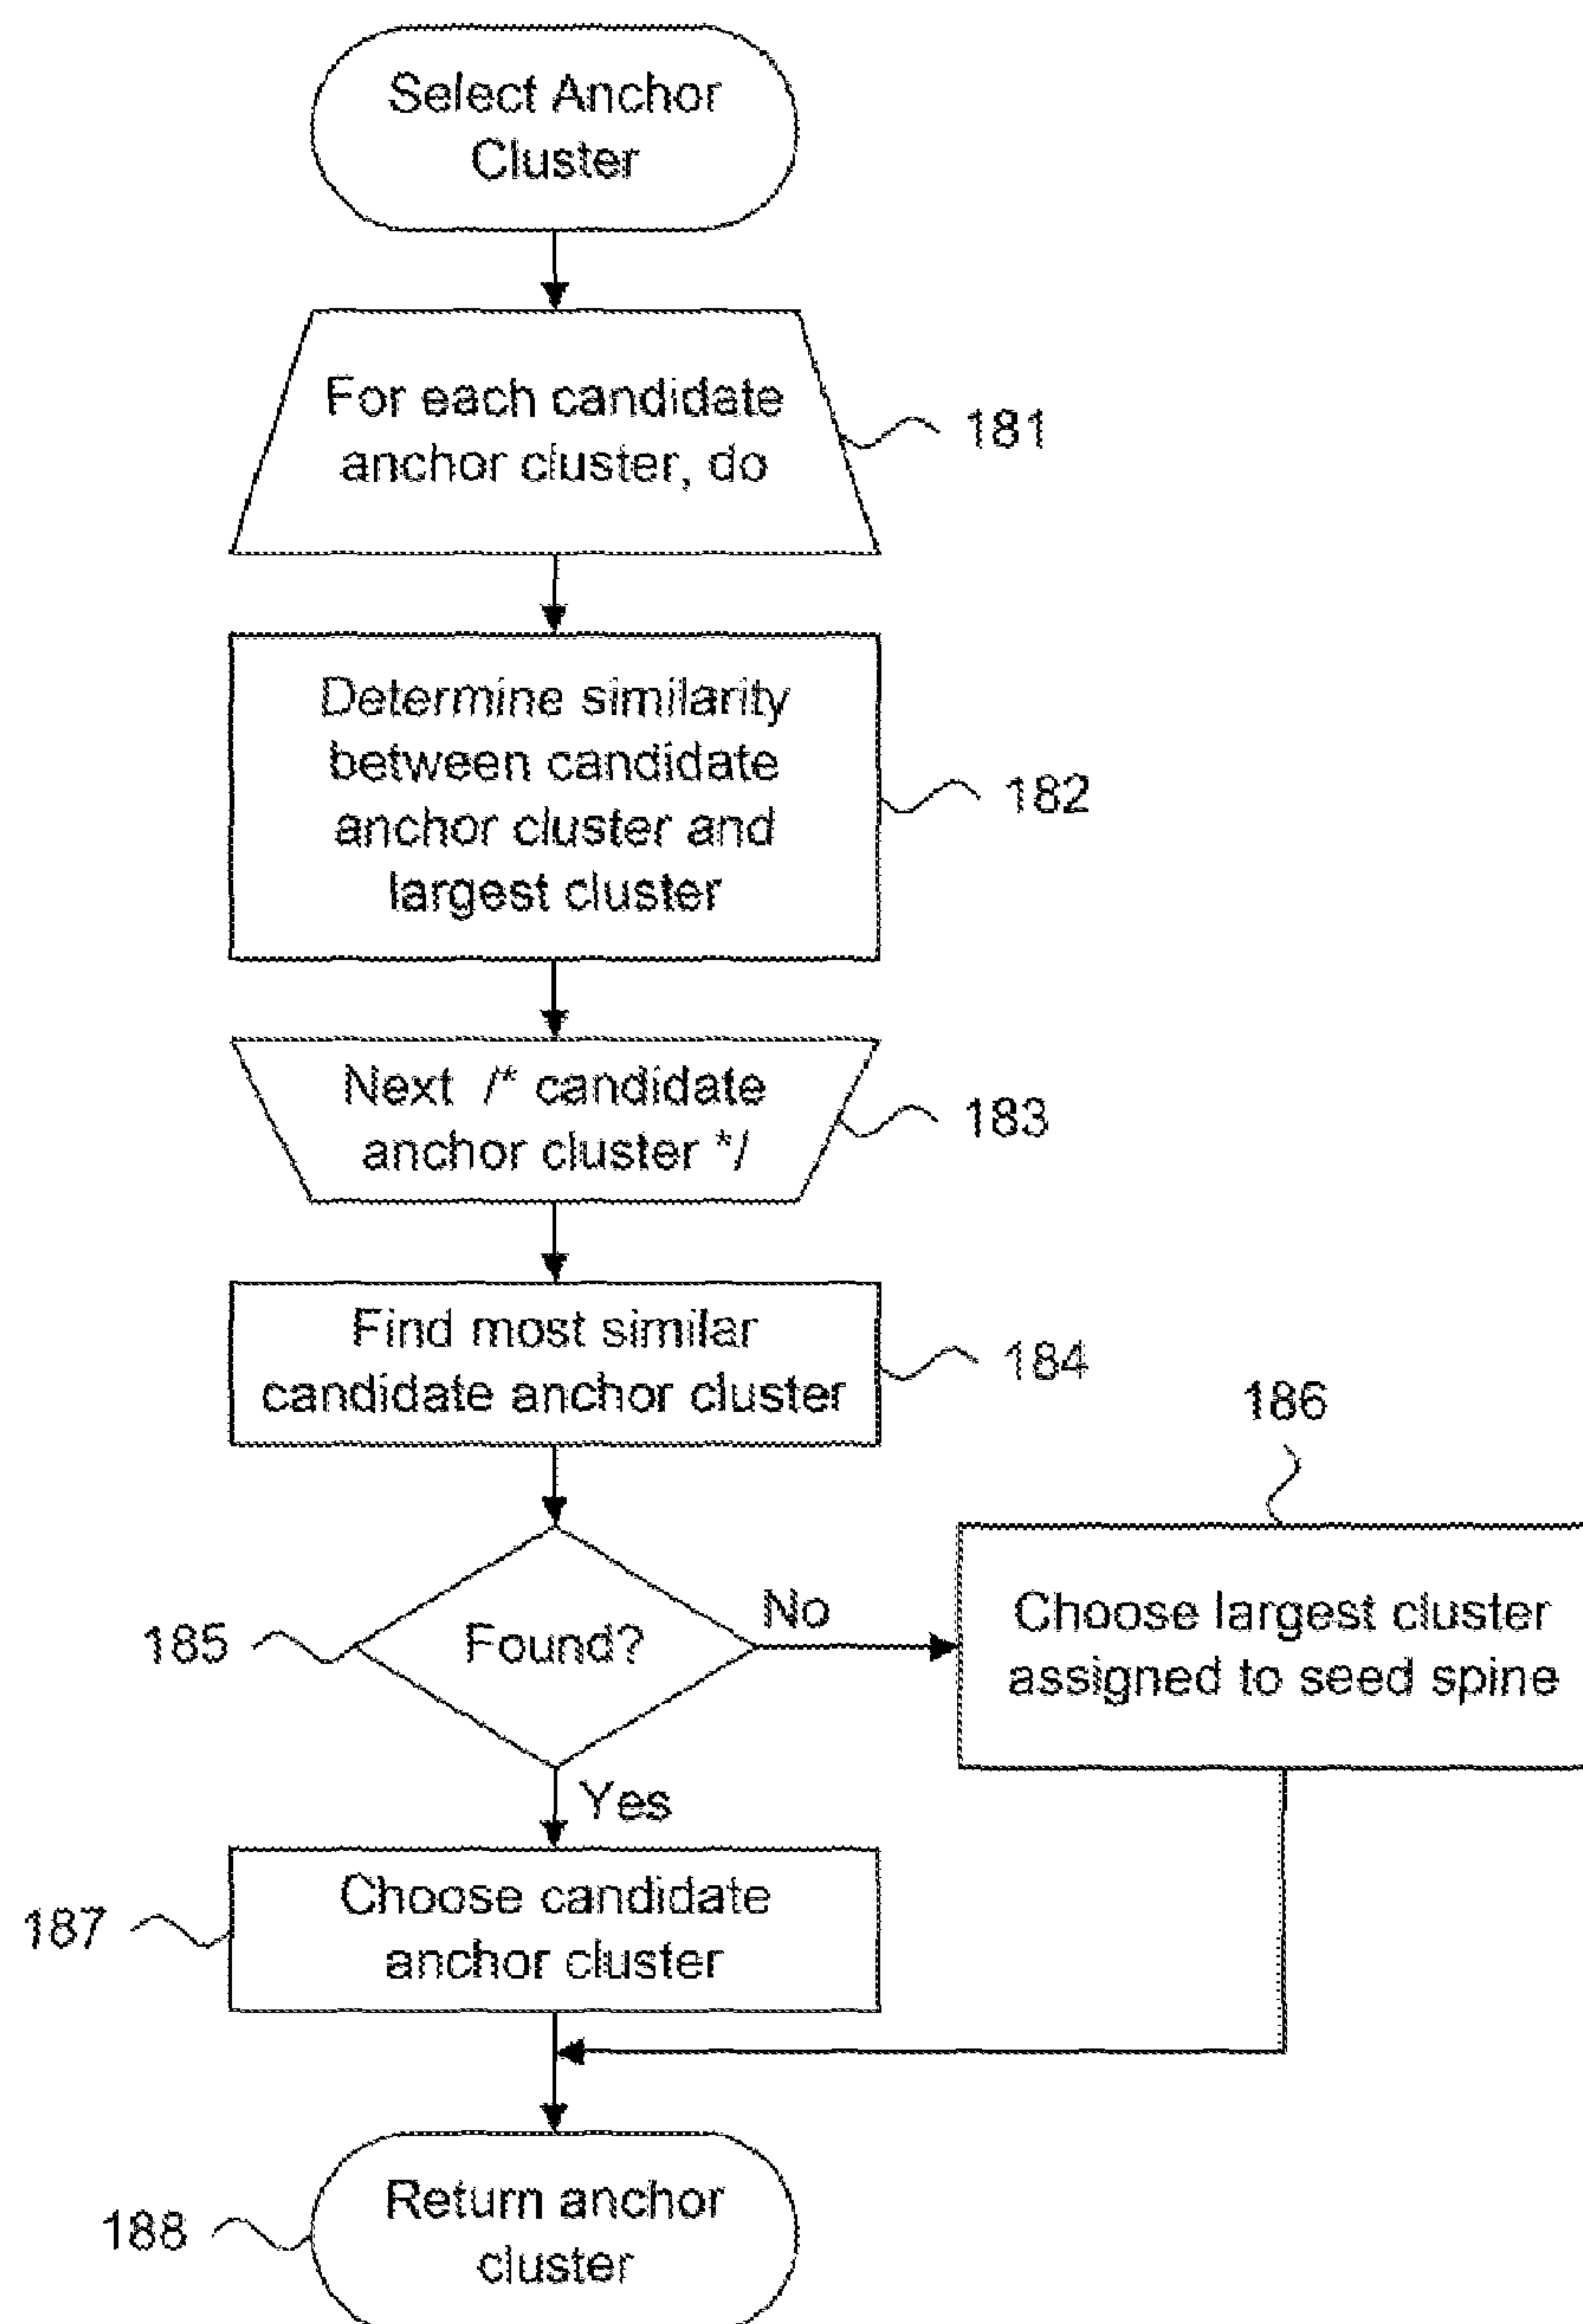 Select Anchor
Cluster
For each candidate
anchor cluster, do
181
Determine similarity
between candidate
anchor cluster and
largest cluster
182
Next /* candidate
anchor cluster */
183
Find most similar
candidate anchor cluster
184
186
185
Found?
No
Choose largest cluster
assigned to seed spine
Yes
187
Choose candidate
anchor cluster
188
Return anchor
cluster